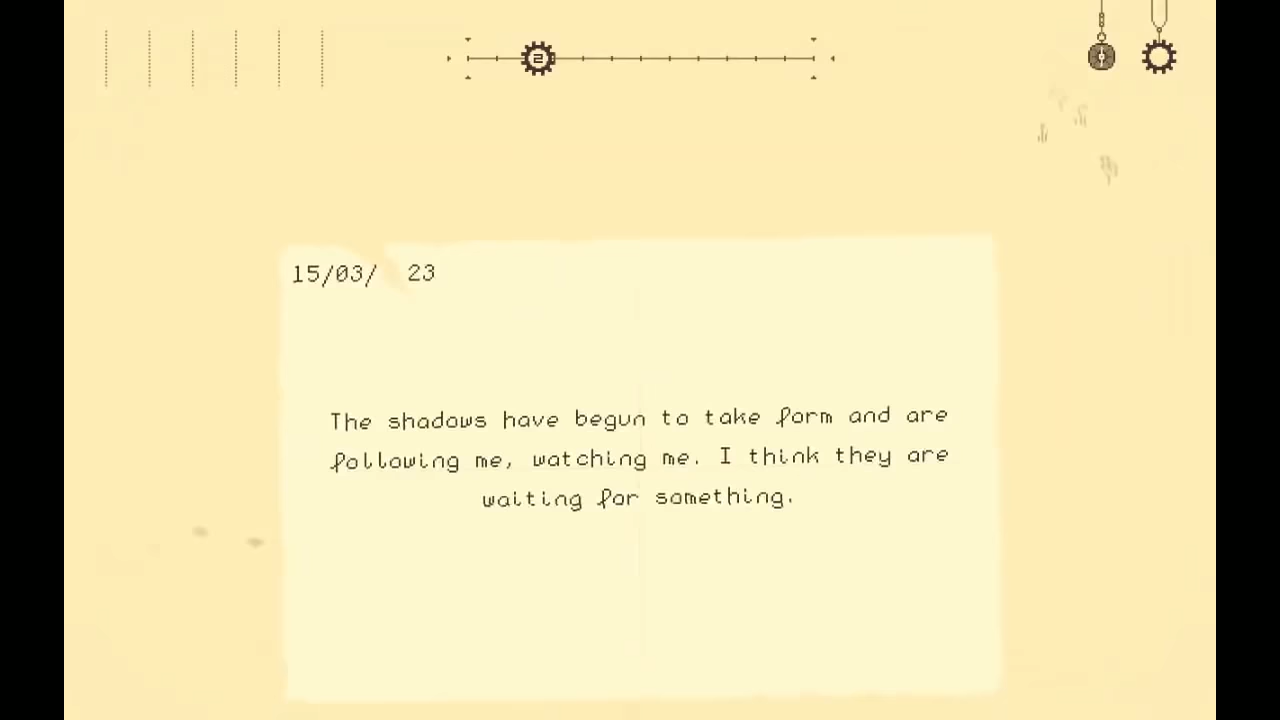 2
15/03/  23
The shadows have begun to take form and are
following me, watching me. I think they are
waiting for something.